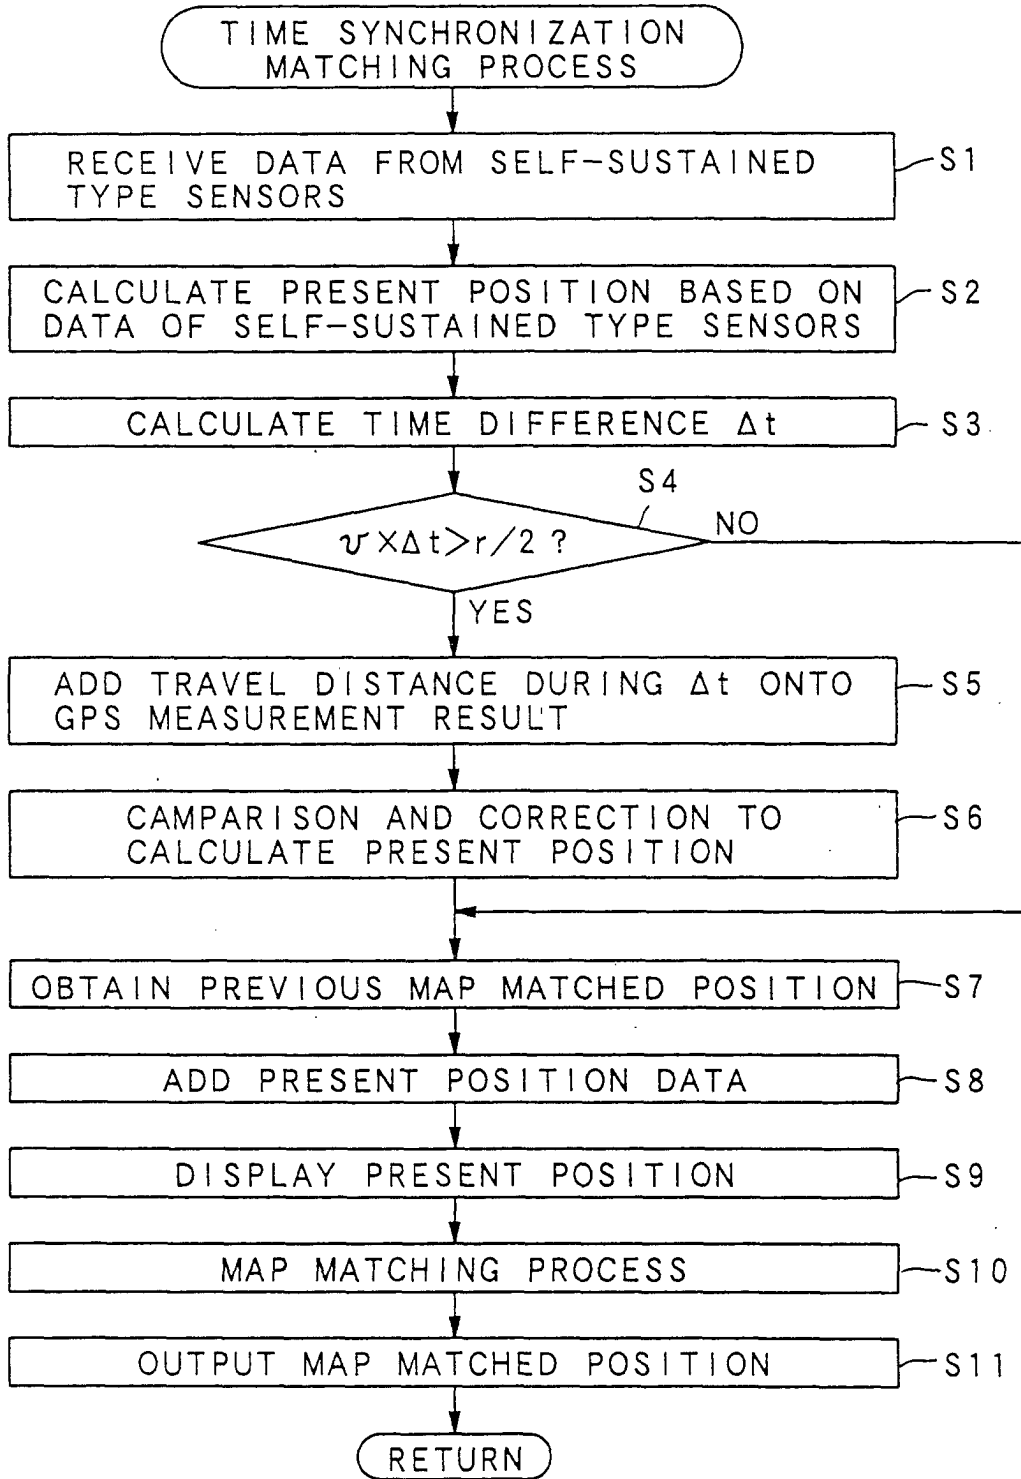 TIME SYNCHRONIZATION
MATCHING PROCESS
RECEIVE DATA FROM SELF-SUSTAINED
TYPE SENSORS
S1
CALCULATE PRESENT POSITION BASED ON
DATA OF SELF-SUSTAINED TYPE SENSORS
S2
CALCULATE TIME DIFFERENCE Δt
S3
S4
v×Δt>r/2?
NO
YES
ADD TRAVEL DISTANCE DURING Δt ONTO
GPS MEASUREMENT RESULT
S5
CAMPARISON AND CORRECTION TO
CALCULATE PRESENT POSITION
S6
OBTAIN PREVIOUS MAP MATCHED POSITION
S7
ADD PRESENT POSITION DATA
S8
DISPLAY PRESENT POSITION
S9
MAP MATCHING PROCESS
S10
OUTPUT MAP MATCHED POSITION
S11
RETURN